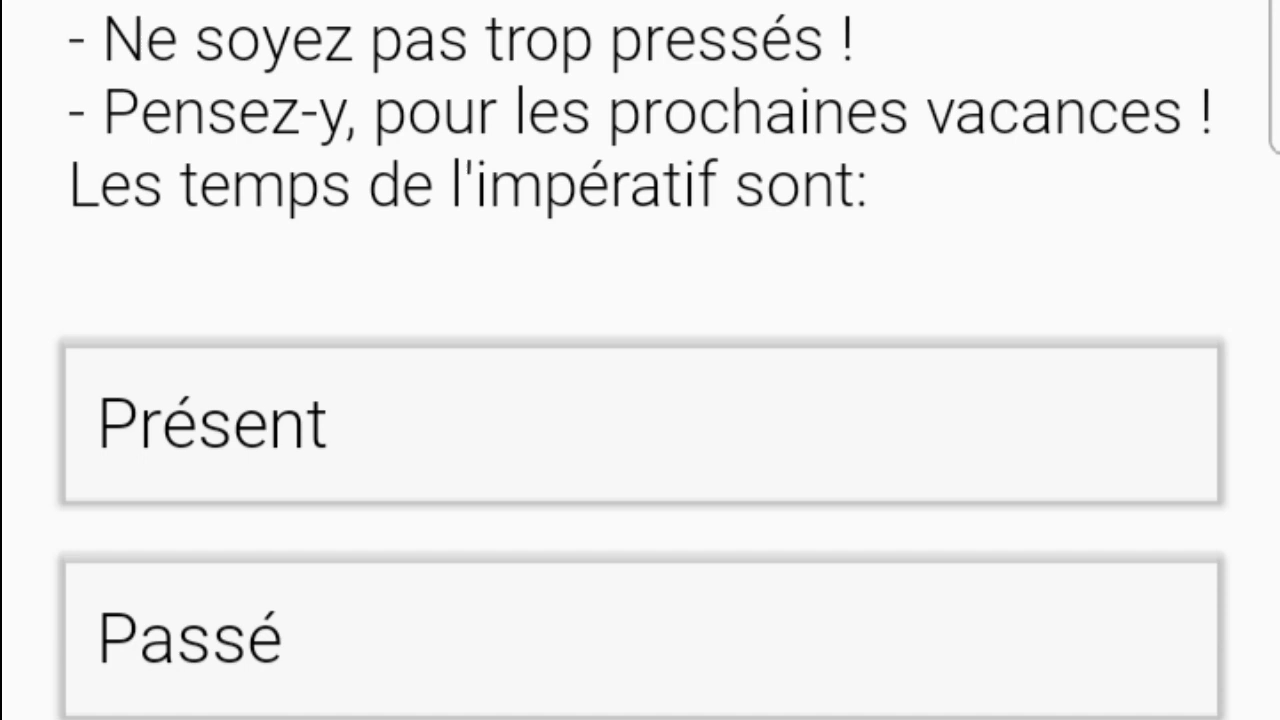 - Ne soyez pas trop pressés !
- Pensez-y, pour les prochaines vacances !
Les temps de l'impératif sont:
Présent
Passé